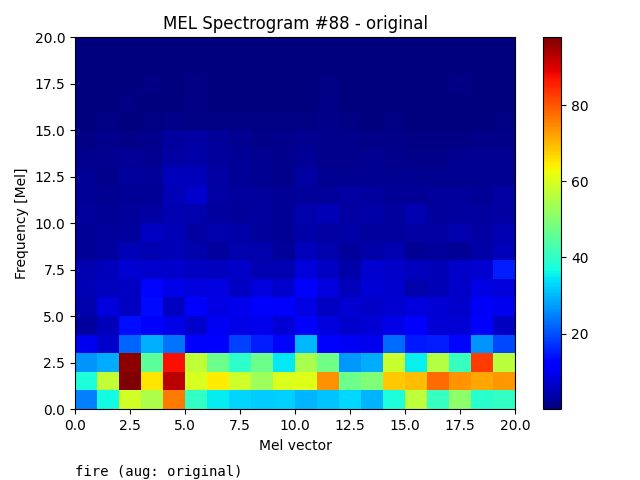 MEL Spectrogram #88 - original
20.0
17.5
15.0
12.5
10.0
7.5
5.0
2.5
0.0
Frequency [Mel]
0.0 2.5 5.0 7.5 10.0 12.5 15.0 17.5 20.0
Mel vector
80
60
40
20
fire (aug: original)